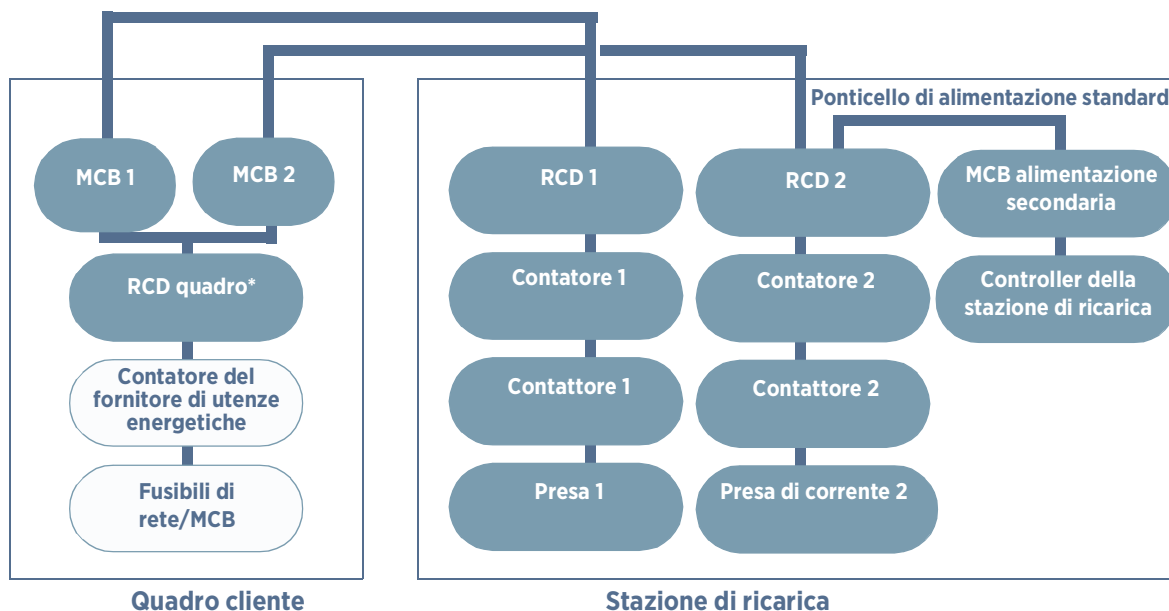 Ponticello di alimentazione standard
MCB 1
MCB 2
RCD quadro*
Contatore del
fornitore di utenze
energetiche
Fusibili di
rete/MCB
Quadro cliente
RCD 1
RCD 2
MCB alimentazione
secondaria
Contatore 1
Contatore 2
Controller della
stazione di ricarica
Contattore 1
Contattore 2
Presa 1
Presa di corrente 2
Stazione di ricarica